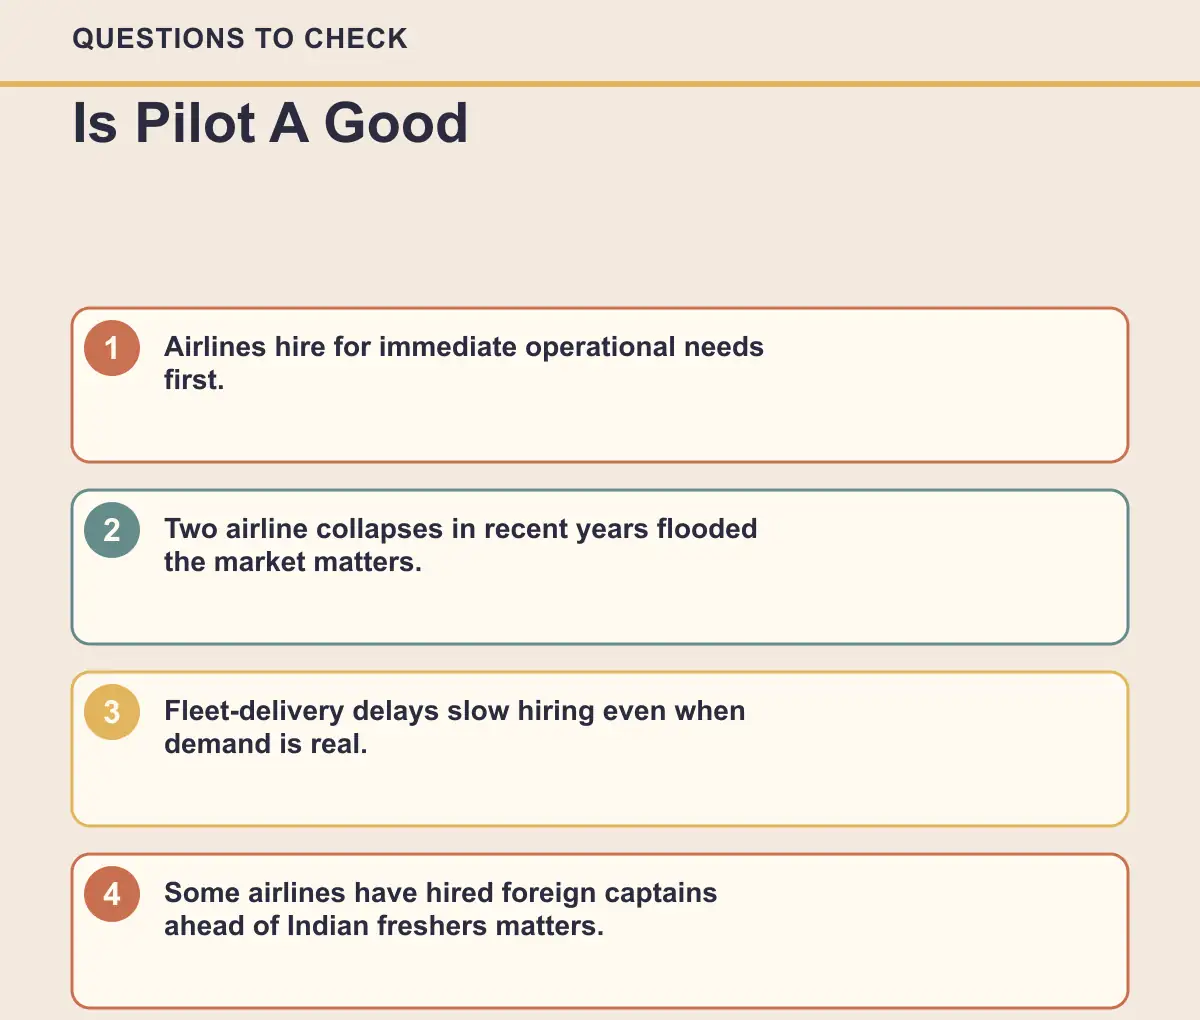 QUESTIONS TO CHECK
Is Pilot A Good
1
Airlines hire for immediate operational needs
first.
2
Two airline collapses in recent years flooded
the market matters.
3
Fleet-delivery delays slow hiring even when
demand is real.
4
Some airlines have hired foreign captains
ahead of Indian freshers matters.